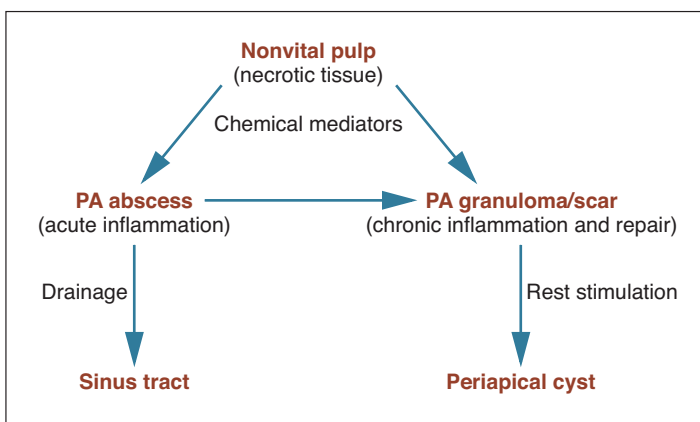 Nonvital pulp
(necrotic tissue)
Chemical mediators
PA abscess
(acute inflammation)
PA granuloma/scar
(chronic inflammation and repair)
Drainage
Rest stimulation
Sinus tract
Periapical cyst